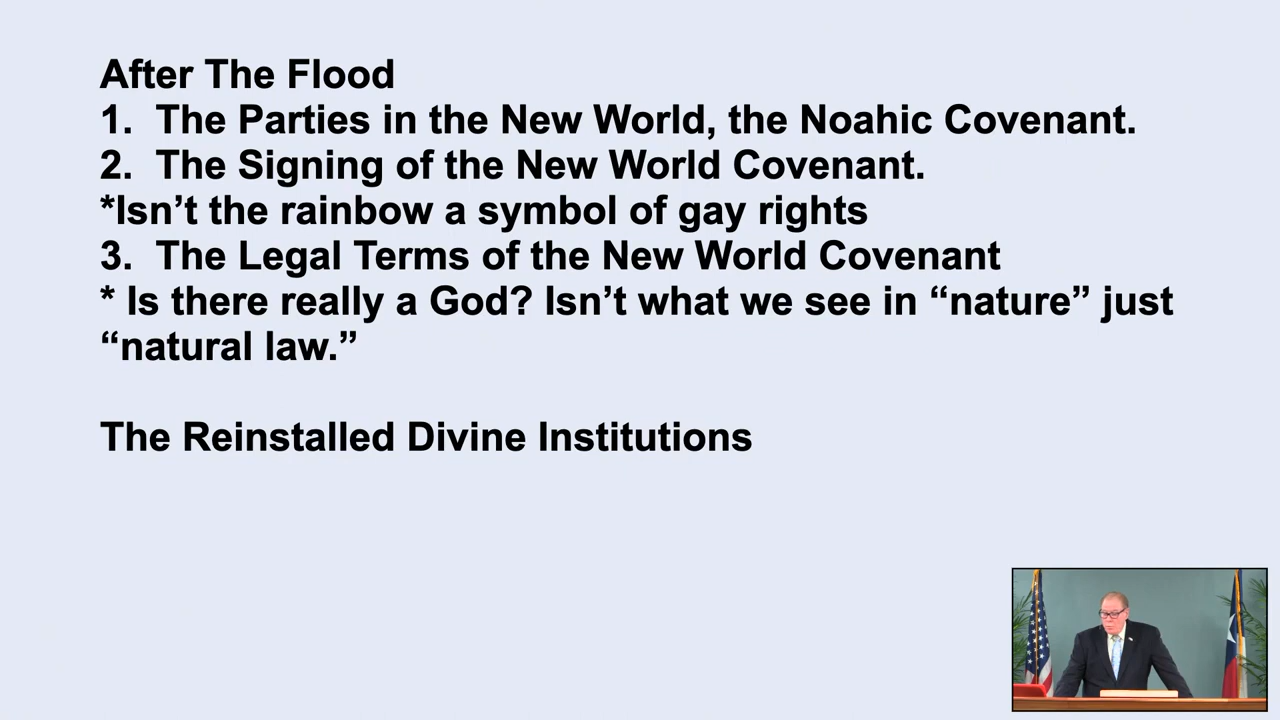 After The Flood
1.  The Parties in the New World, the Noahic Covenant.
2.  The Signing of the New World Covenant.
*Isn’t the rainbow a symbol of gay rights
3.  The Legal Terms of the New World Covenant
* Is there really a God? Isn’t what we see in “nature” just
“natural law.”
The Reinstalled Divine Institutions